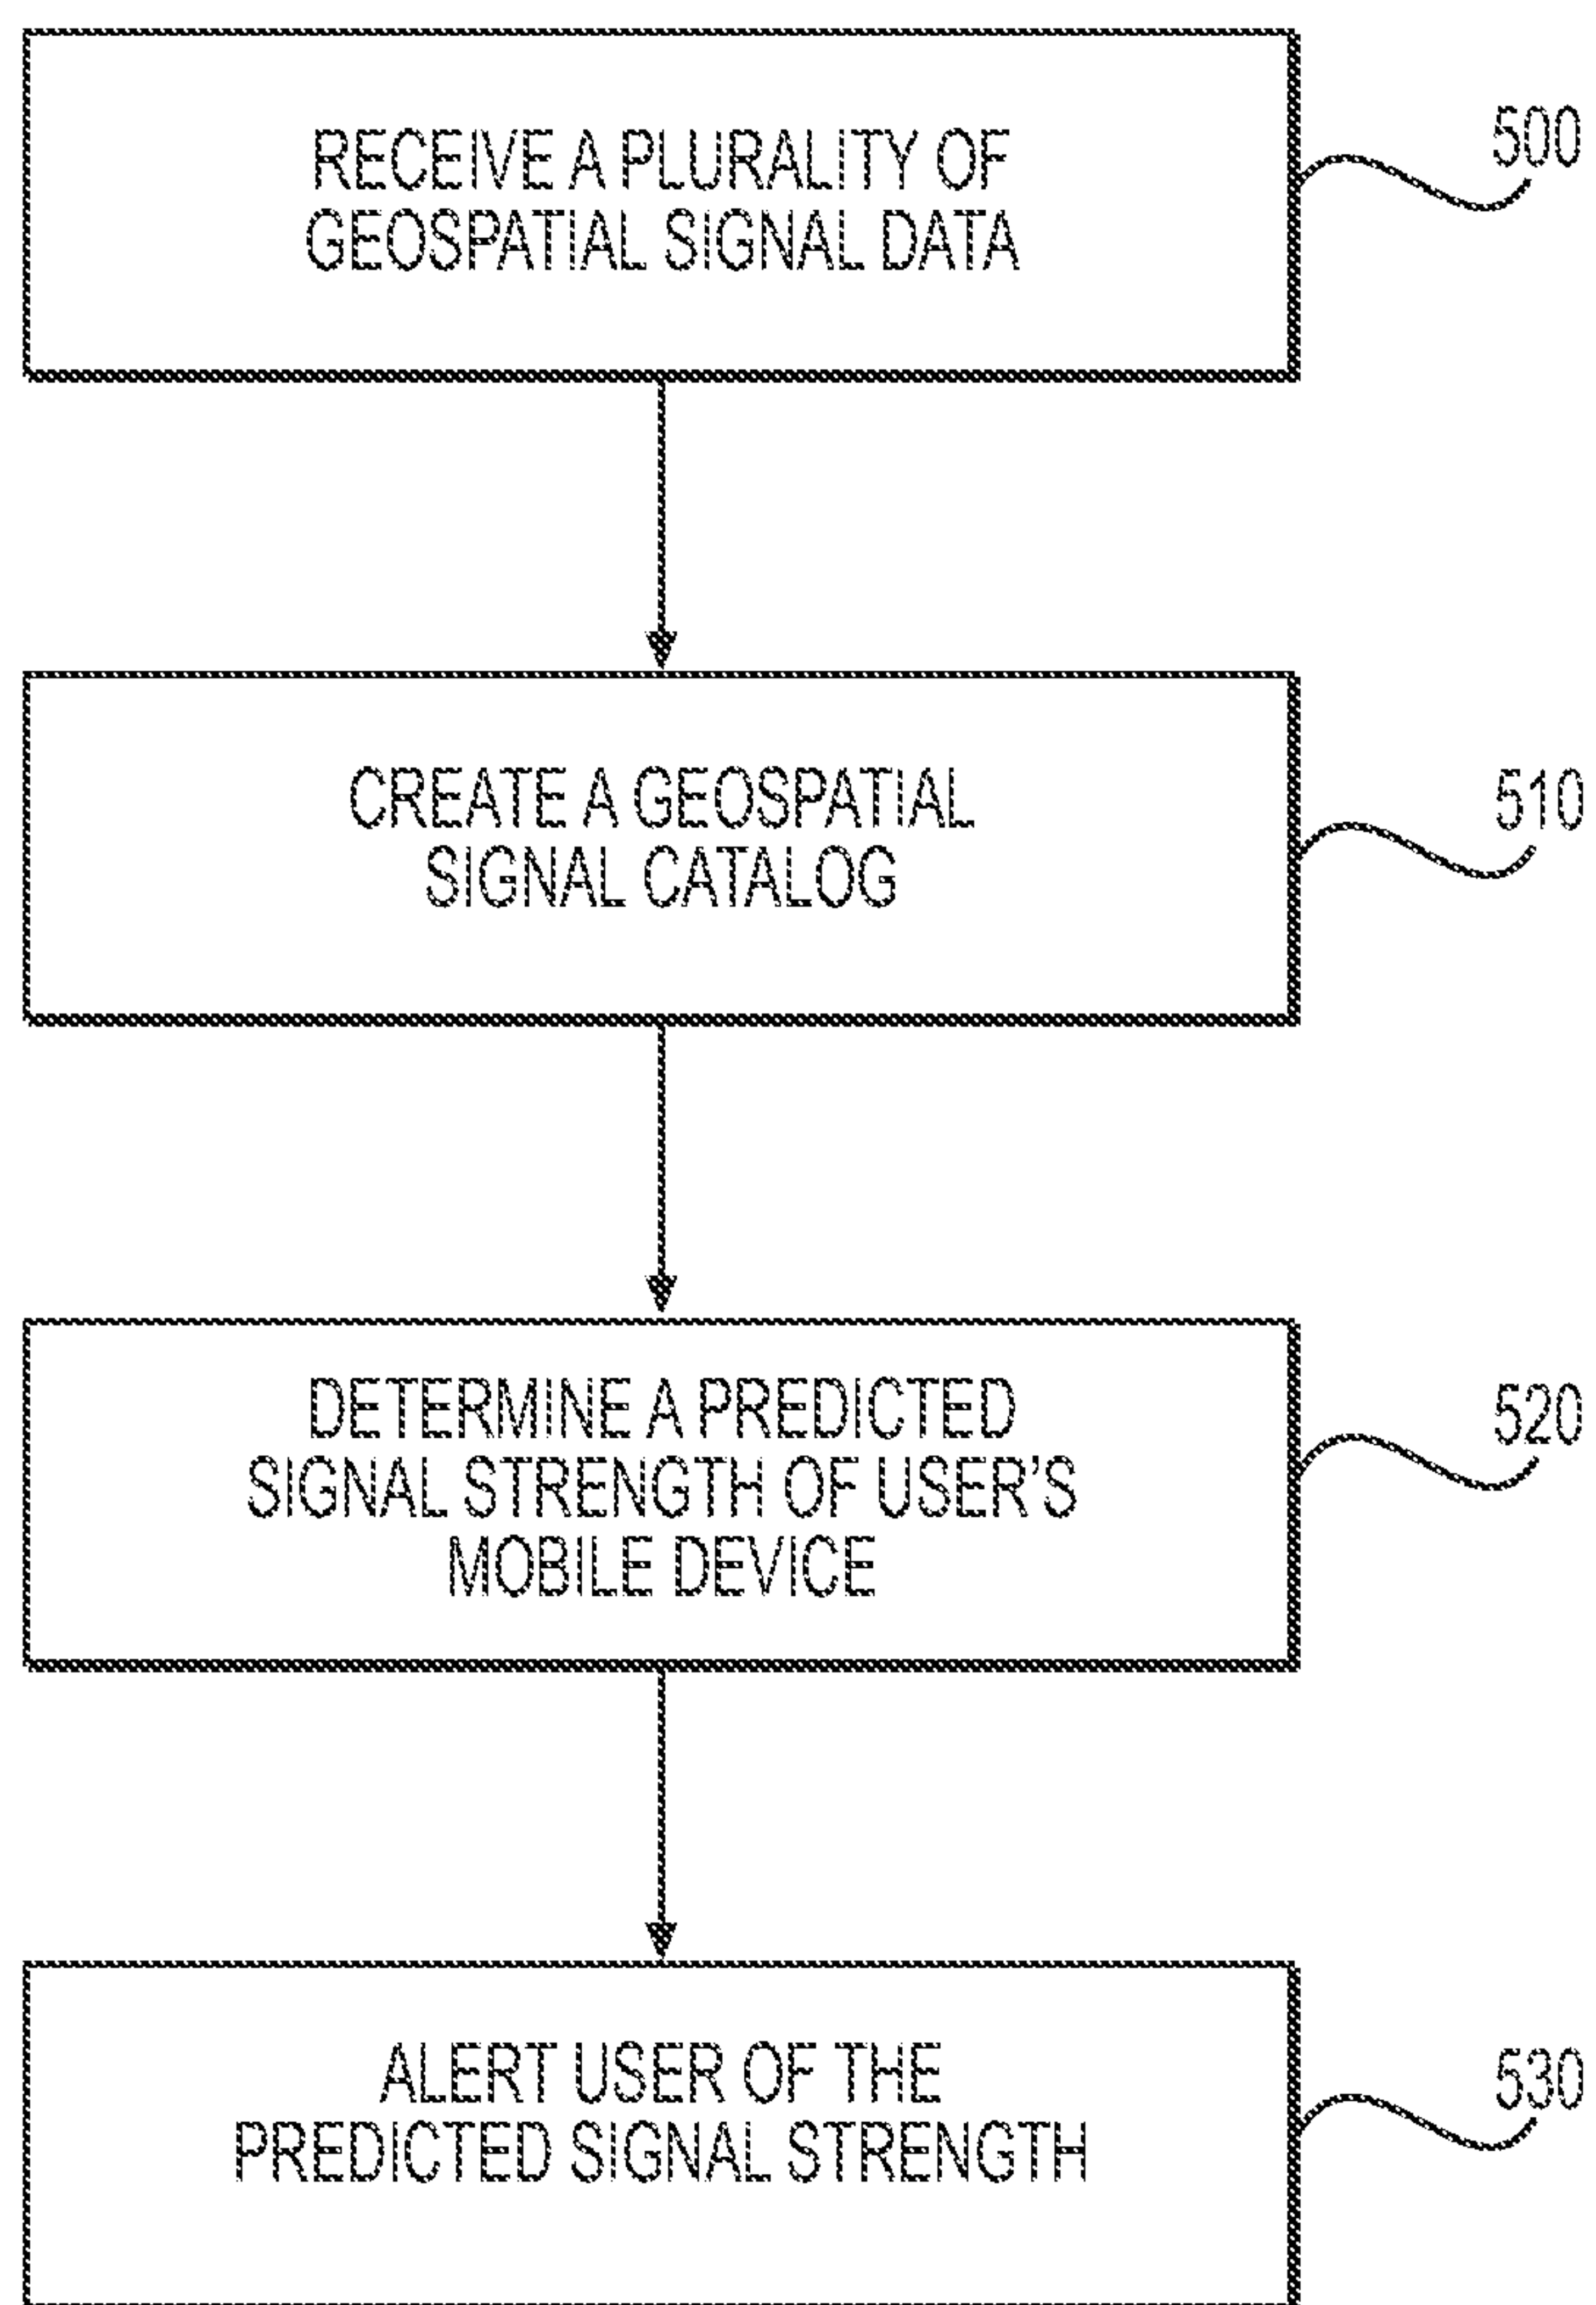 RECEIVE A PLURALITY OF
GEOSPATIAL SIGNAL DATA
500
CREATE A GEOSPATIAL
SIGNAL CATALOG
510
DETERMINE A PREDICTED
SIGNAL STRENGTH OF USER'S
MOBILE DEVICE
520
ALERT USER OF THE
PREDICTED SIGNAL STRENGTH
530